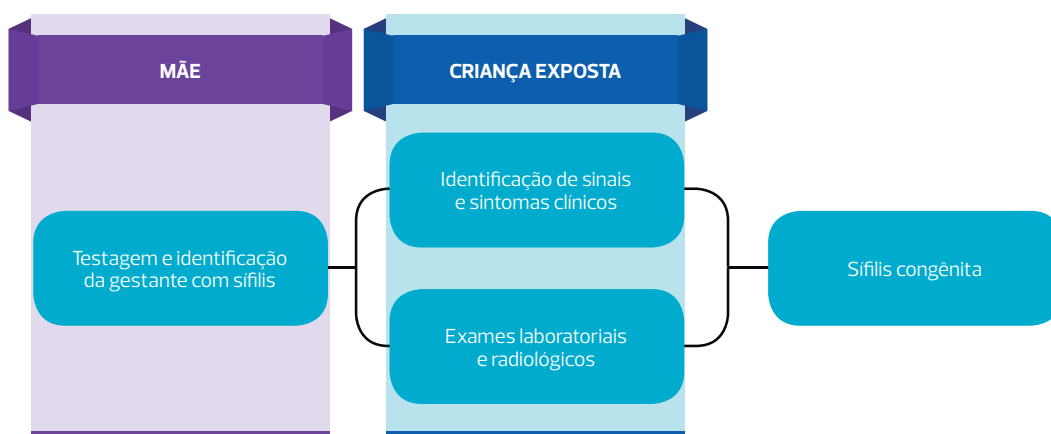 MÃE
CRIANÇA EXPOSTA
Identificação de sinais
e sintomas clínicos
Testagem e identificação
da gestante com sífilis
Sífilis congênita
Exames laboratoriais
e radiológicos